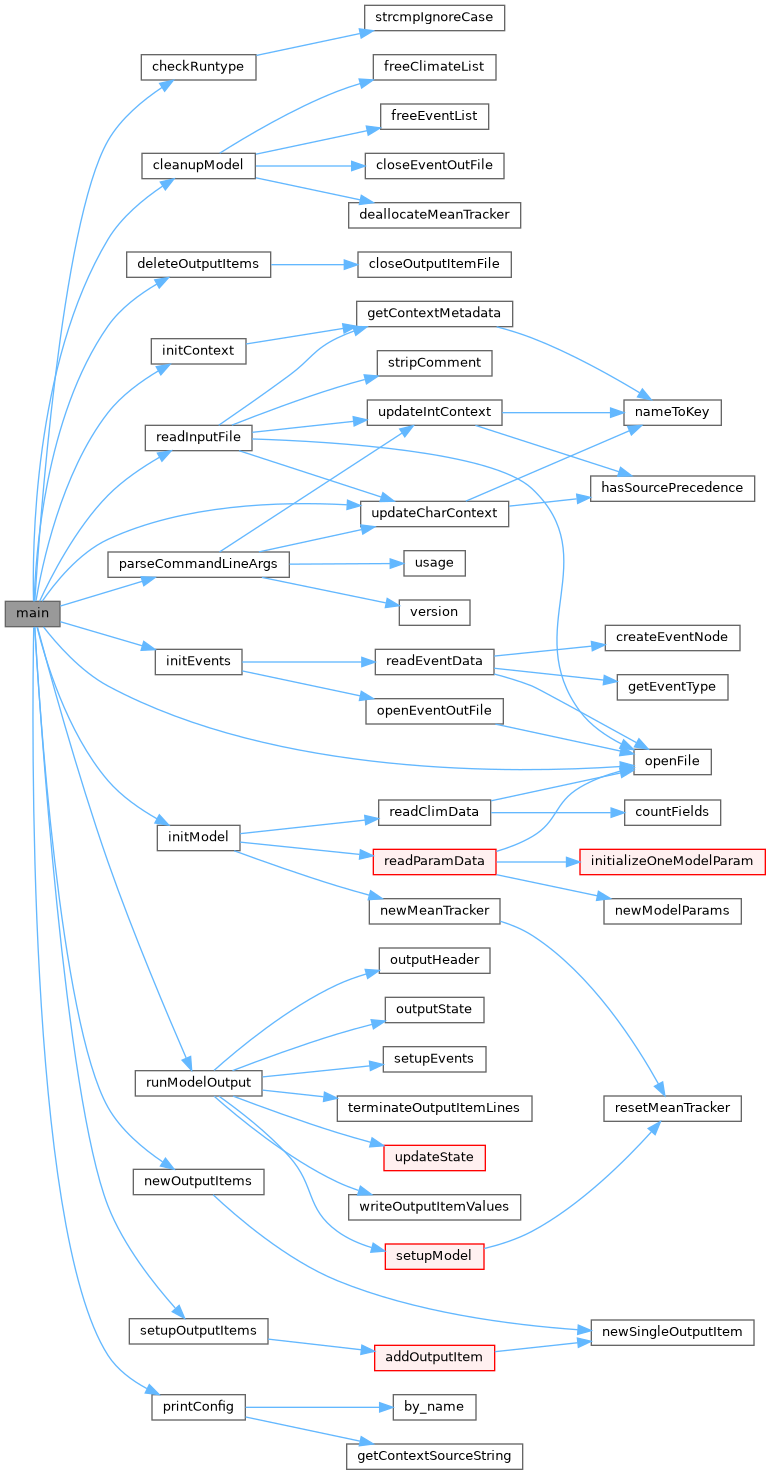 strcmpIgnoreCase
checkRuntype
freeClimateList
freeEventList
cleanupModel
closeEventOutFile
deallocateMeanTracker
deleteOutputItems
closeOutputItemFile
getContextMetadata
initContext
stripComment
updateIntContext
nameToKey
readInputFile
hasSourcePrecedence
updateCharContext
parseCommandLineArgs
usage
version
main
createEventNode
initEvents
readEventData
getEventType
openEventOutFile
openFile
readClimData
countFields
initModel
readParamData
initializeOneModelParam
newMeanTracker
newModelParams
outputHeader
outputState
setupEvents
runModelOutput
terminateOutputItemLines
resetMeanTracker
updateState
newOutputItems
writeOutputItemValues
setupModel
setupOutputItems
newSingleOutputItem
addOutputItem
printConfig
by_name
getContextSourceString